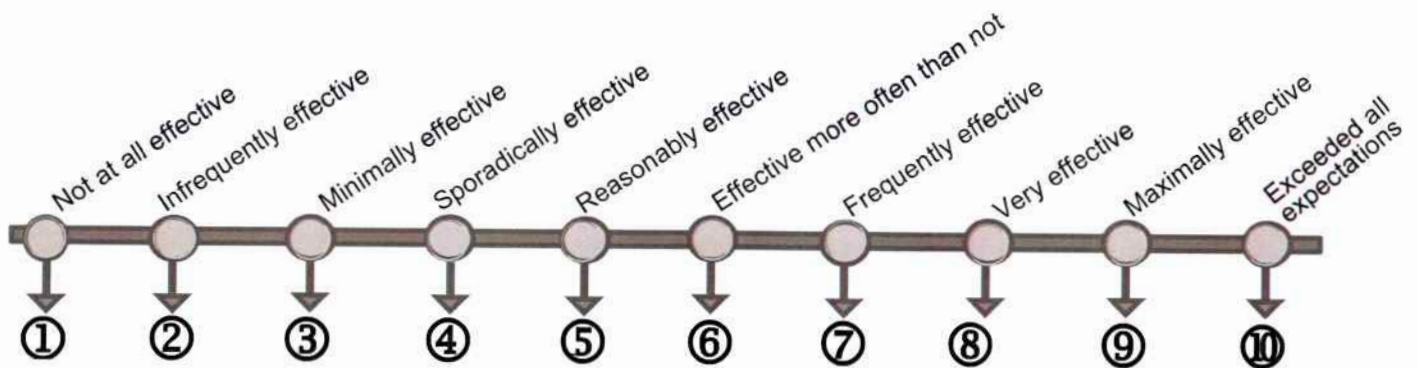 Not at all effective
Infrequently effective
Minimally effective
Sporadically effective
Reasonably effective
Effective more often than not
Frequently effective
Very effective
Maximally effective
Exceeded all
expectations
① ② ③ ④ ⑤ ⑥ ⑦ ⑧ ⑨ ⑩